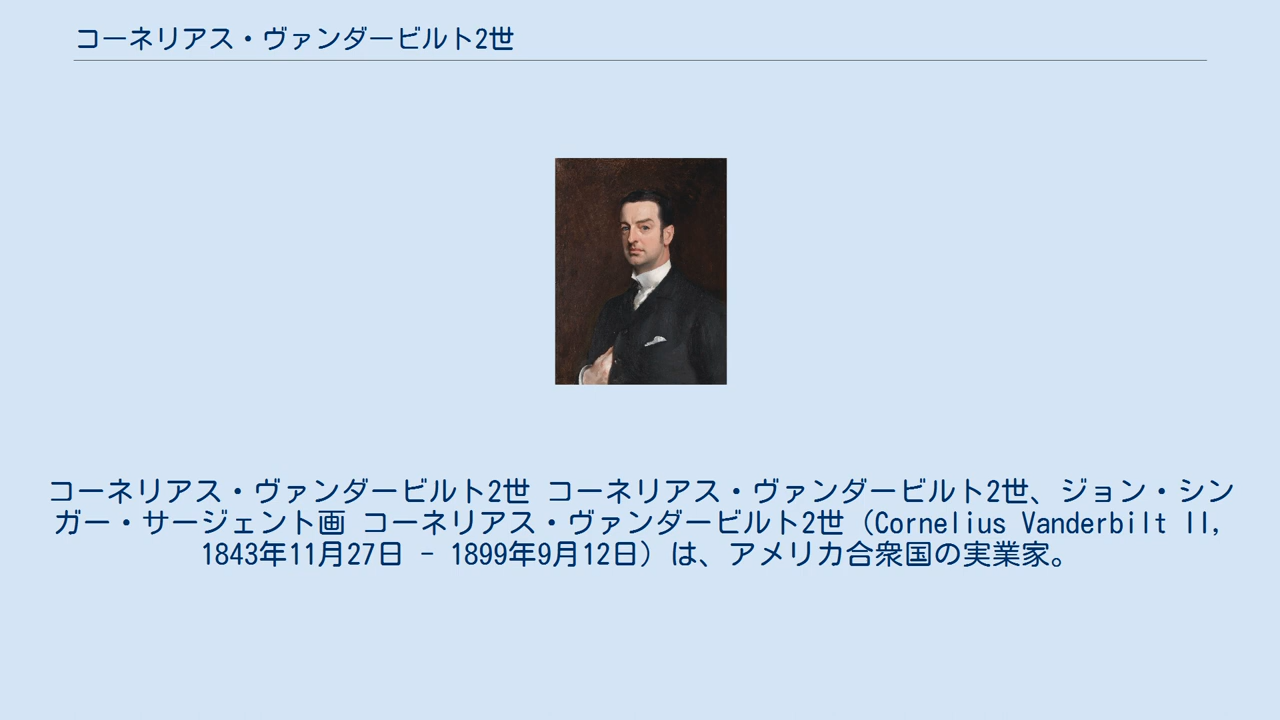 コーネリアス・ヴァンダービルト2世
コーネリアス・ヴァンダービルト2世 コーネリアス・ヴァンダービルト2世、ジョン・シン
ガー・サージェント画 コーネリアス・ヴァンダービルト2世（Cornelius Vanderbilt II,
1843年11月27日 - 1899年9月12日）は、アメリカ合衆国の実業家。